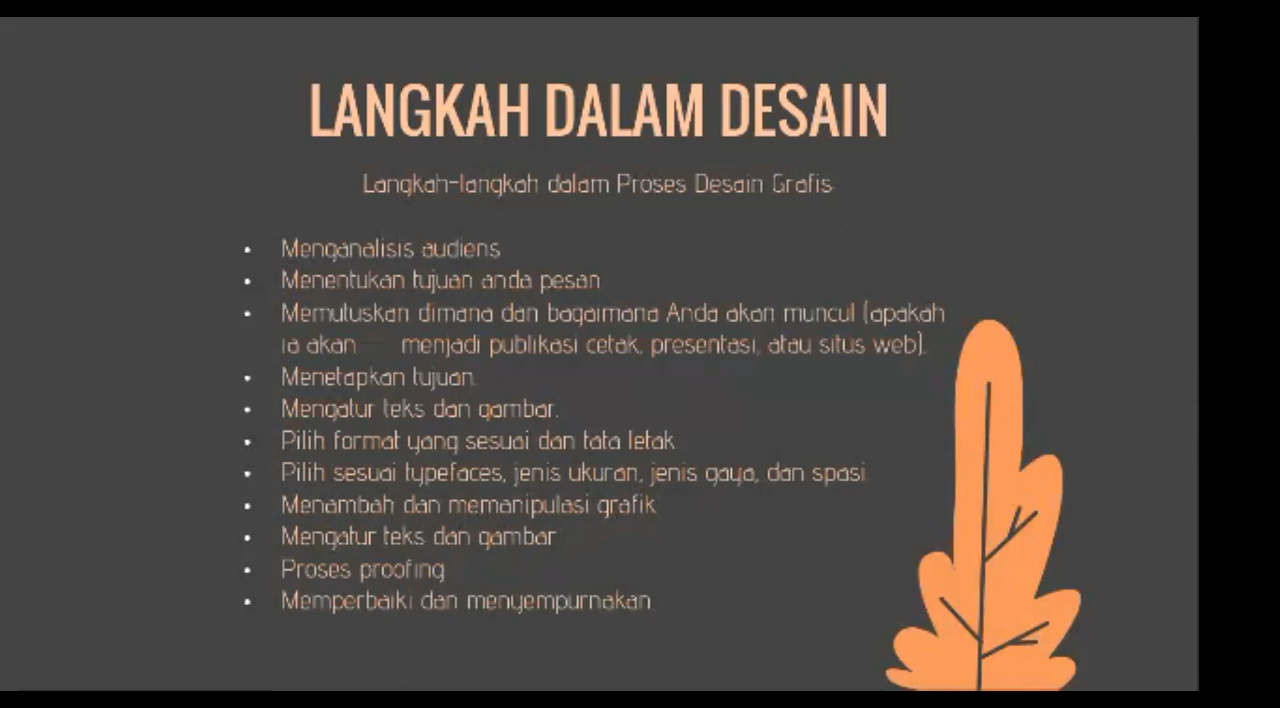 LANGKAH DALAM DESAIN
Langkah-langkah dalam Proses Desain Grafis
• Menganalisis audiens
• Menentukan tujuan anda pesan
• Memutuskan dimana dan bagaimana Anda akan muncul (apakah
ia akan menjadi publikasi cetak, presentasi, atau situs web).
• Menetapkan tujuan.
• Mengatur teks dan gambar.
• Pilih format yang sesuai dan tata letak
• Pilih sesuai typefaces, jenis ukuran, jenis gaya, dan spasi
• Menambah dan memanipulasi grafik
• Mengatur teks dan gambar
• Proses proofing
• Memperbaiki dan menyempurnakan